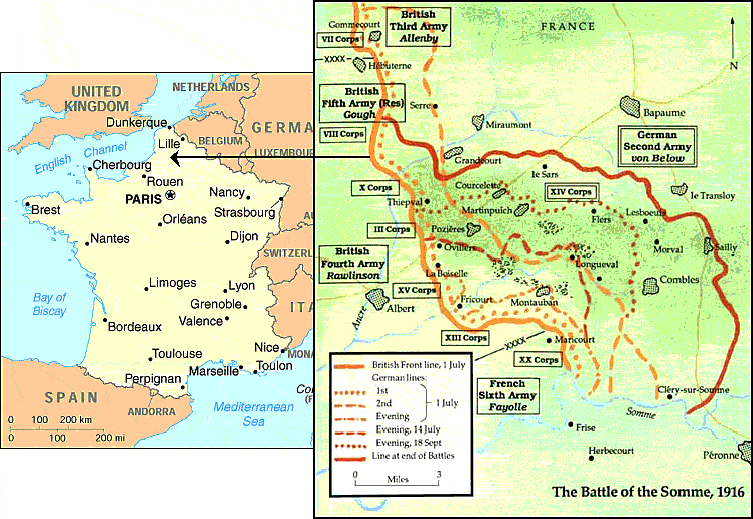 UNITED
KINGDOM
NETHERLANDS
Dunkerque
Lille
BELGIUM
GERMA
LUXEMBOU
English Channel
Cherbourg
Rouen
PARIS
Nancy
Strasbourg
Brest
Orléans
Nantes
Dijon
SWITZERL
Bay of
Biscay
Limoges
Lyon
Grenoble
Valence
ITA
Bordeaux
Toulouse
Nice
MONA
Marseille
Toulon
Perpignan
SPAIN
ANDORRA
Mediterranean
Sea
0 100 200 km
0 100 200 mi
Gommecourt
British
Third Army
Allenby
FRANCE
N
VII Corps
XXXX
Hébuterne
British
Fifth Army (Res)
Gough
Serre
Bapaume
VIII Corps
Miraumont
German
Second Army
von Below
Grandcourt
le Sars
X Corps
Courcelette
XIV Corps
le Transloy
Thiepval
Martinpuich
Flers
Lesboeufs
III Corps
Pozières
Morval
Sailly
Ovillers
British
Fourth Army
Rawlinson
La Boiselle
Longueval
Combles
XV Corps
Ancre
Albert
Fricourt
Montauban
XIII Corps
XXXX
Maricourt
XX Corps
British Front line, 1 July
German lines:
1st
2nd
Evening
1 July
Evening, 14 July
Evening, 18 Sept
Line at end of Battles
0 3
Miles
French
Sixth Army
Fayolle
Cléry-sur-Somme
Somme
Frise
Herbecourt
Péronne
The Battle of the Somme, 1916